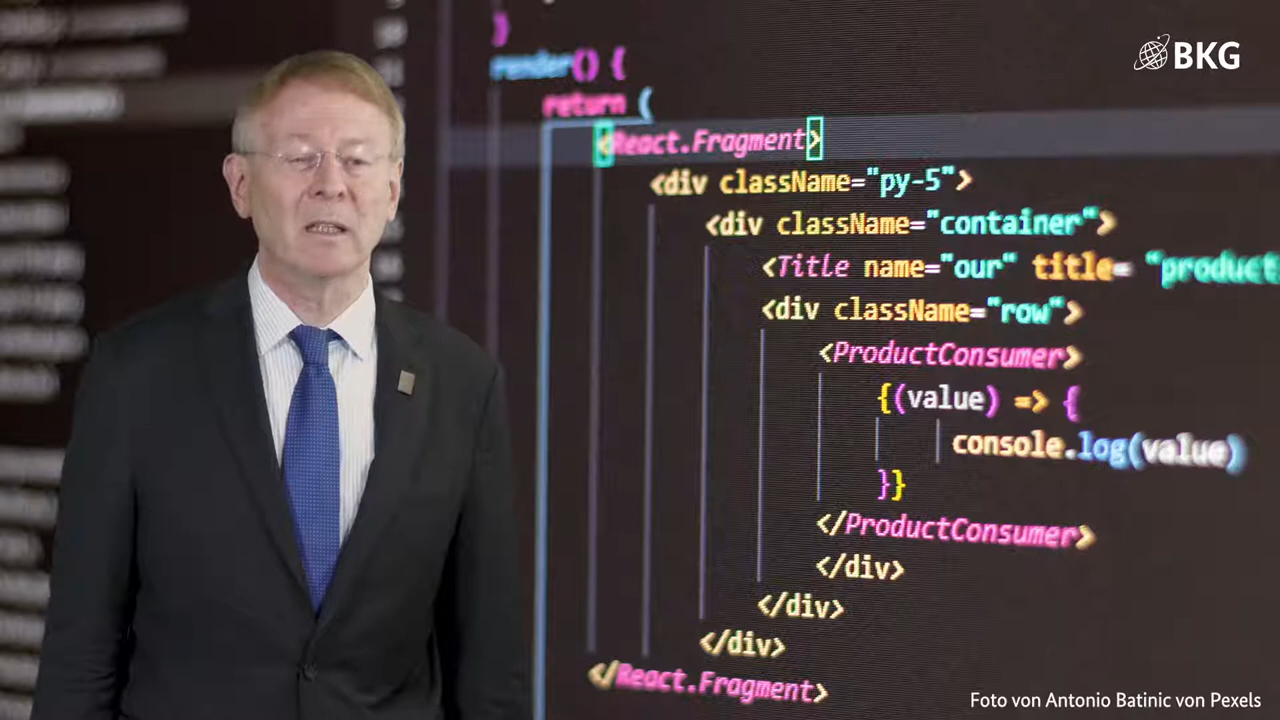 BKG
}
render() {
return (
<React.Fragment>
<div className="py-5">
<div className="container">
<Title name="our" title= "product
<div className="row">
<ProductConsumer>
{(value) => {
console.log(value)
}}
</ProductConsumer>
</div>
</div>
</div>
</React.Fragment>
Foto von Antonio Batinic von Pexels